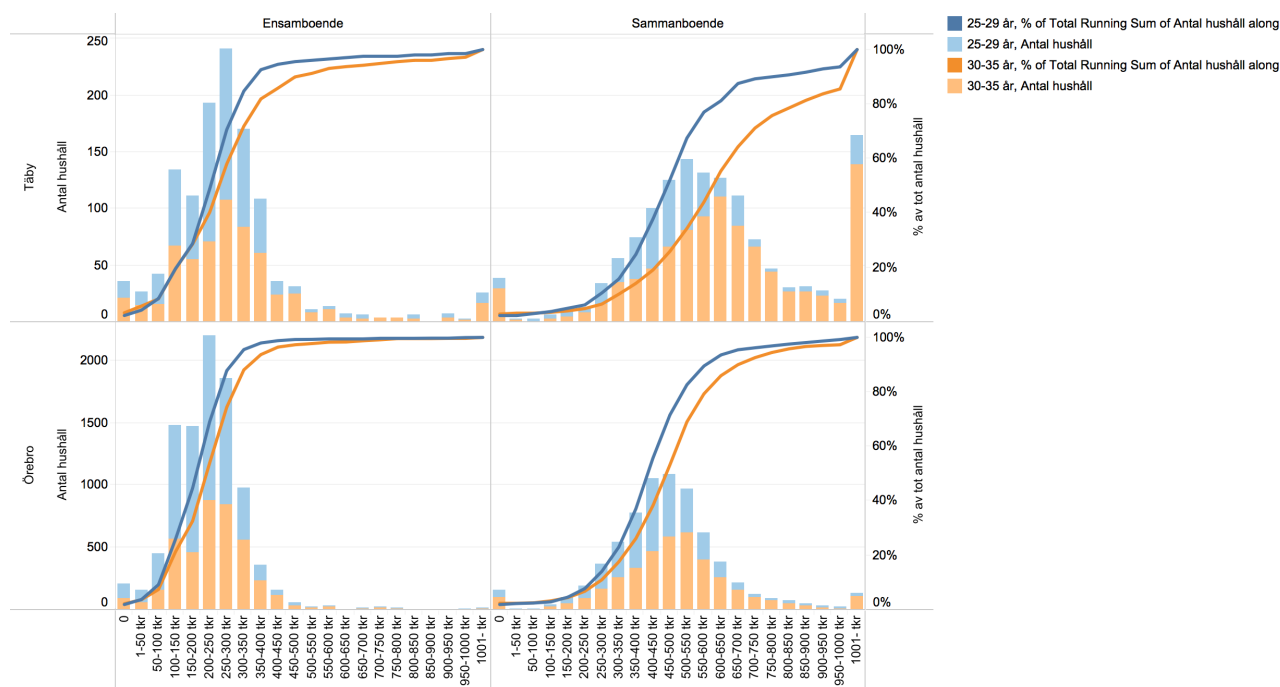 Ensamboende
Sammanboende
25-29 år, % of Total Running Sum of Antal hushåll along
25-29 år, Antal hushåll
30-35 år, % of Total Running Sum of Antal hushåll along
30-35 år, Antal hushåll
Täby
Antal hushåll
250
200
150
100
50
0
100%
80%
60%
40%
20%
0%
% av tot antal hushåll
Örebro
Antal hushåll
2000
1500
1000
500
0
100%
80%
60%
40%
20%
0%
% av tot antal hushåll
0
1-50 tkr
50-100 tkr
100-150 tkr
150-200 tkr
200-250 tkr
250-300 tkr
300-350 tkr
350-400 tkr
400-450 tkr
450-500 tkr
500-550 tkr
550-600 tkr
600-650 tkr
650-700 tkr
700-750 tkr
750-800 tkr
800-850 tkr
850-900 tkr
900-950 tkr
950-1000 tkr
1001- tkr
0
1-50 tkr
50-100 tkr
100-150 tkr
150-200 tkr
200-250 tkr
250-300 tkr
300-350 tkr
350-400 tkr
400-450 tkr
450-500 tkr
500-550 tkr
550-600 tkr
600-650 tkr
650-700 tkr
700-750 tkr
750-800 tkr
800-850 tkr
850-900 tkr
900-950 tkr
950-1000 tkr
1001- tkr